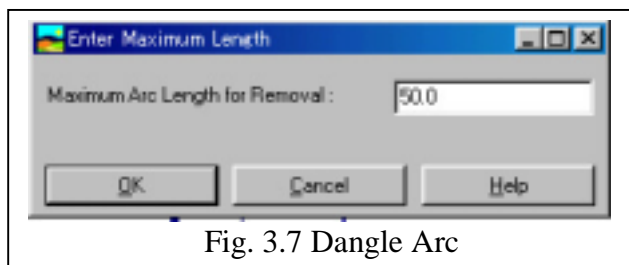 Enter Maximum Length
Maximum Arc Length for Removal : 50.0
OK Cancel Help
Fig. 3.7 Dangle Arc